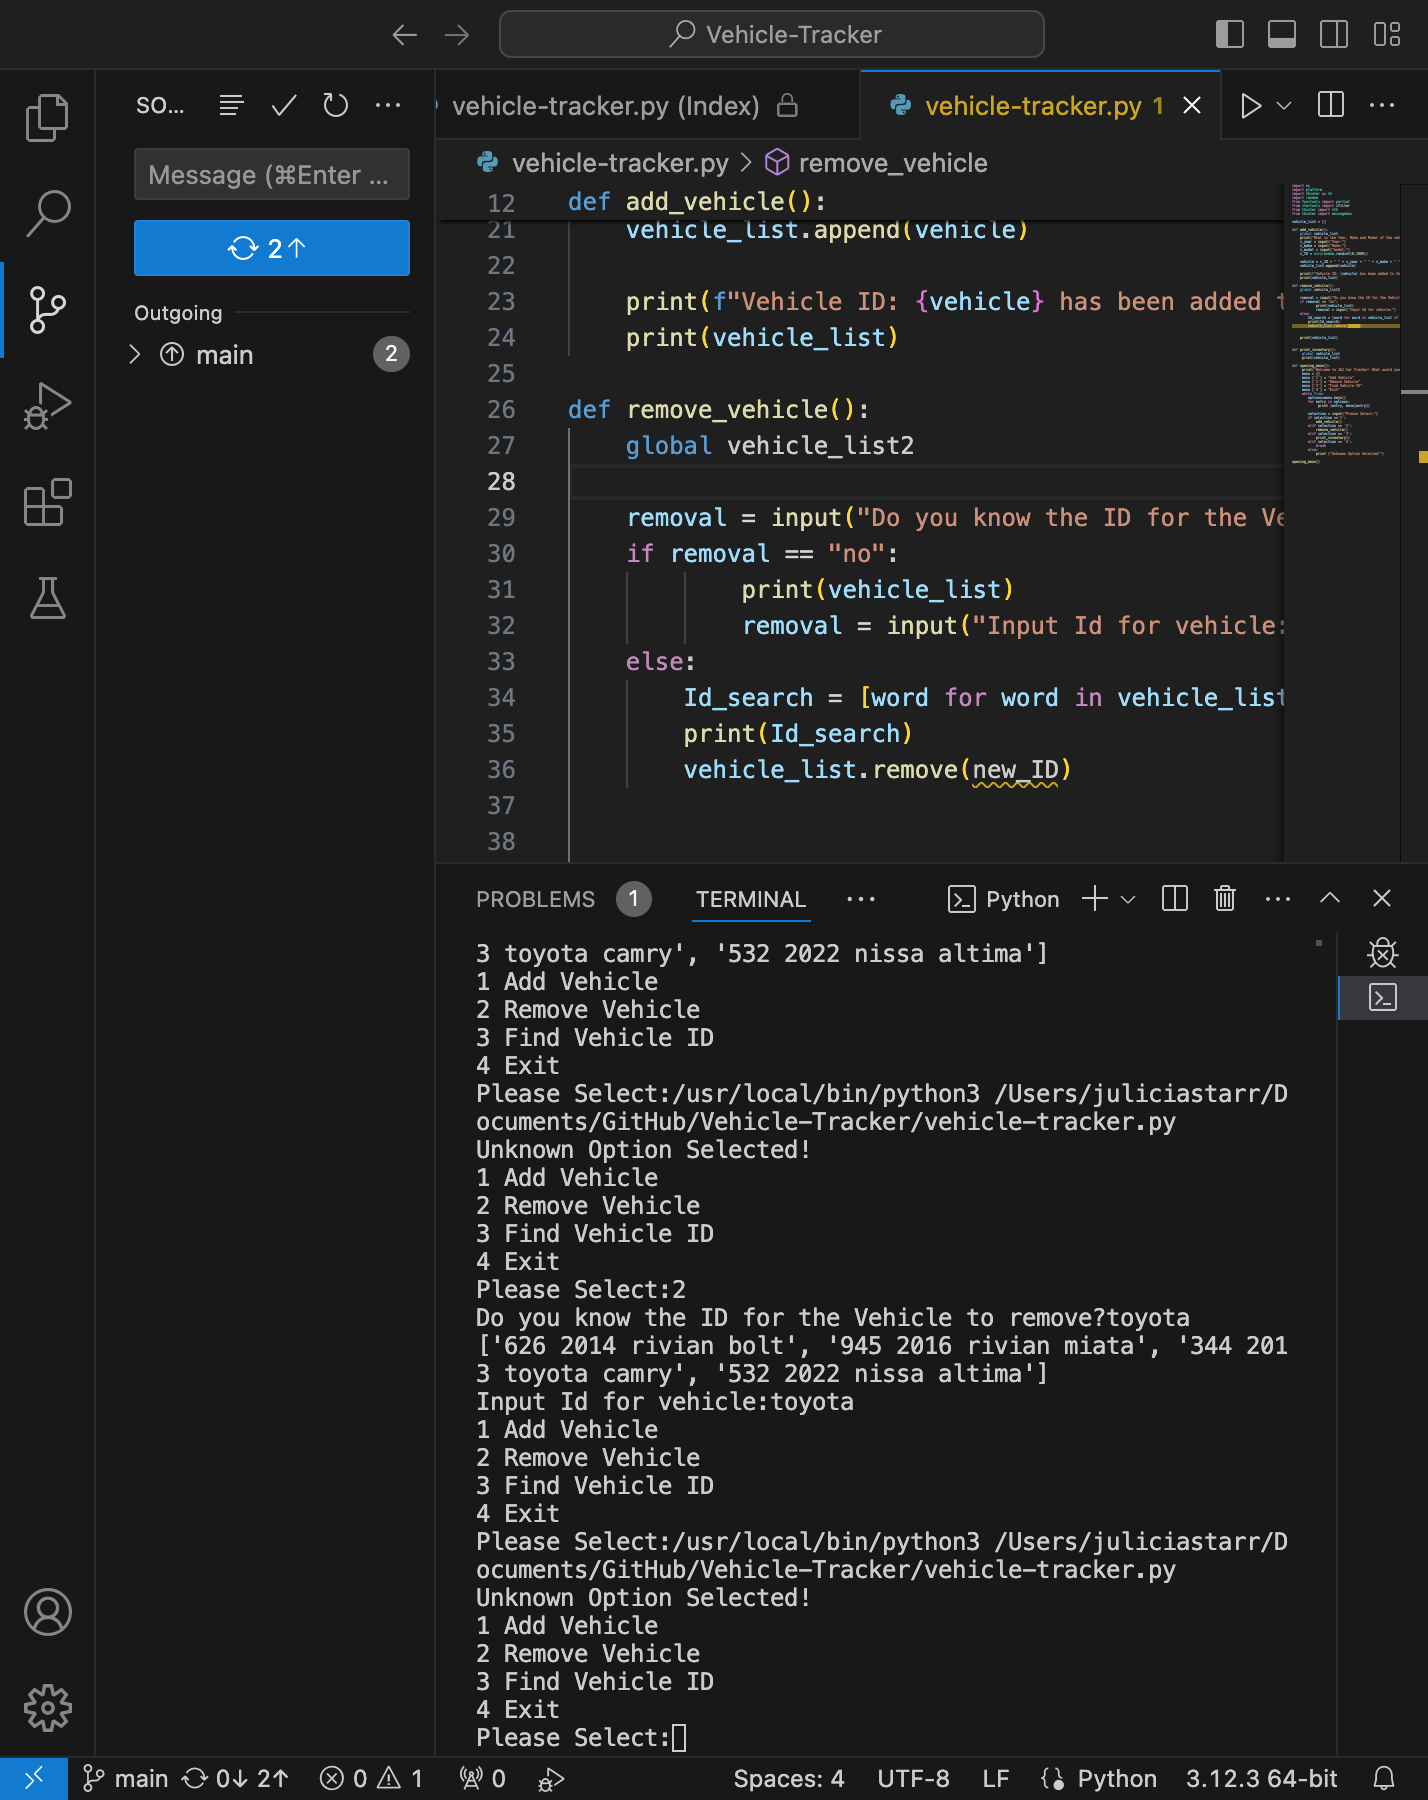 Vehicle-Tracker
SO...
vehicle-tracker.py (Index)
vehicle-tracker.py 1
Message (⌘Enter ...
vehicle-tracker.py > remove_vehicle
2↑
Outgoing
main 2
12 def add_vehicle():
21 vehicle_list.append(vehicle)
22
23 print(f"Vehicle ID: {vehicle} has been added t
24 print(vehicle_list)
25
26 def remove_vehicle():
27 global vehicle_list2
28
29 removal = input("Do you know the ID for the Ve
30 if removal == "no":
31 print(vehicle_list)
32 removal = input("Input Id for vehicle:
33 else:
34 Id_search = [word for word in vehicle_list
35 print(Id_search)
36 vehicle_list.remove(new_ID)
37
38
PROBLEMS 1 TERMINAL ... Python
3 toyota camry', '532 2022 nissa altima']
1 Add Vehicle
2 Remove Vehicle
3 Find Vehicle ID
4 Exit
Please Select:/usr/local/bin/python3 /Users/juliciastarr/D
ocuments/GitHub/Vehicle-Tracker/vehicle-tracker.py
Unknown Option Selected!
1 Add Vehicle
2 Remove Vehicle
3 Find Vehicle ID
4 Exit
Please Select:2
Do you know the ID for the Vehicle to remove?toyota
['626 2014 rivian bolt', '945 2016 rivian miata', '344 201
3 toyota camry', '532 2022 nissa altima']
Input Id for vehicle:toyota
1 Add Vehicle
2 Remove Vehicle
3 Find Vehicle ID
4 Exit
Please Select:/usr/local/bin/python3 /Users/juliciastarr/D
ocuments/GitHub/Vehicle-Tracker/vehicle-tracker.py
Unknown Option Selected!
1 Add Vehicle
2 Remove Vehicle
3 Find Vehicle ID
4 Exit
Please Select:
main 0↓ 2↑ 0 1 0 Spaces: 4 UTF-8 LF Python 3.12.3 64-bit